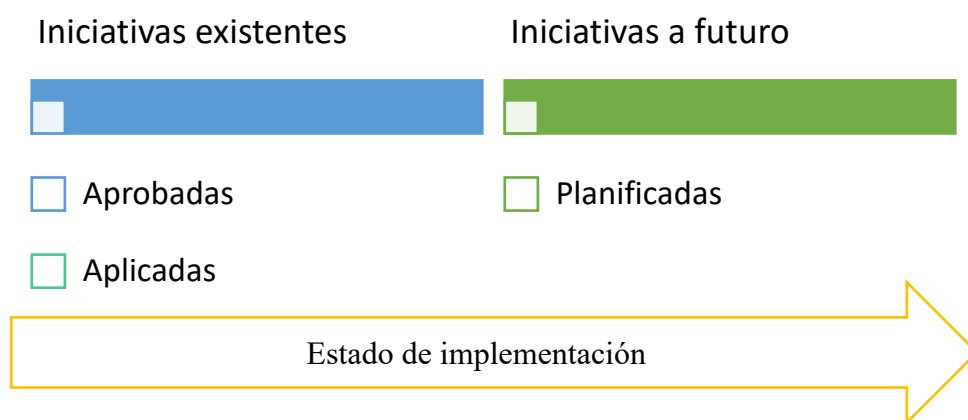 Iniciativas existentes
Iniciativas a futuro
Aprobadas
Planificadas
Aplicadas
Estado de implementación